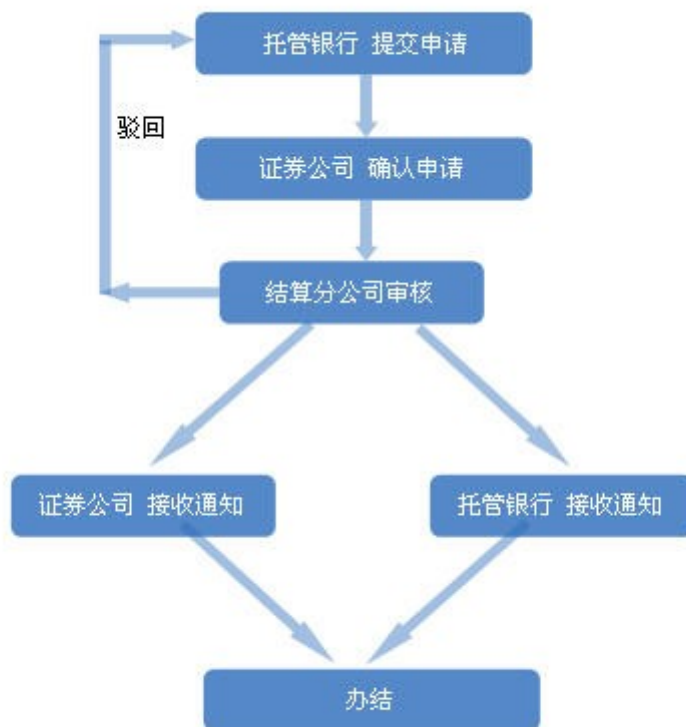 托管银行 提交申请
驳回
证券公司 确认申请
结算分公司审核
证券公司 接收通知
托管银行 接收通知
办结